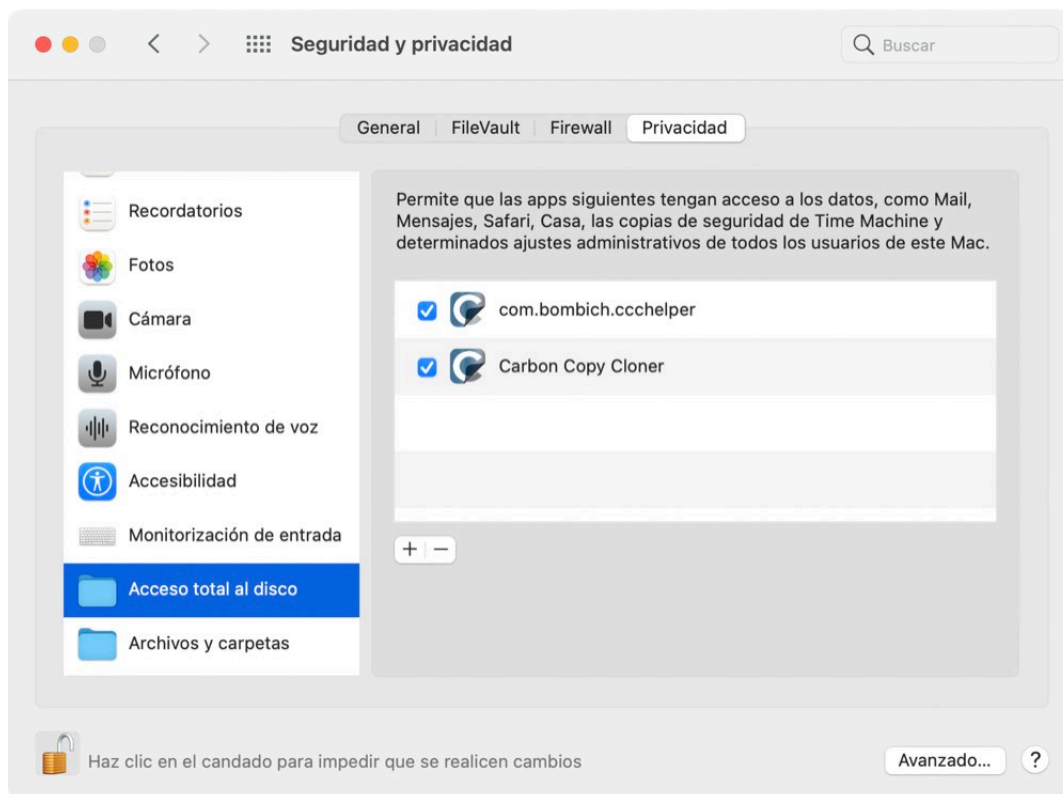 Seguridad y privacidad
Buscar
General
FileVault
Firewall
Privacidad
Recordatorios
Fotos
Cámara
Micrófono
Reconocimiento de voz
Accesibilidad
Monitorización de entrada
Acceso total al disco
Archivos y carpetas
Permite que las apps siguientes tengan acceso a los datos, como Mail,
Mensajes, Safari, Casa, las copias de seguridad de Time Machine y
determinados ajustes administrativos de todos los usuarios de este Mac.
com.bombich.ccchelper
Carbon Copy Cloner
+ −
Haz clic en el candado para impedir que se realicen cambios
Avanzado...
?